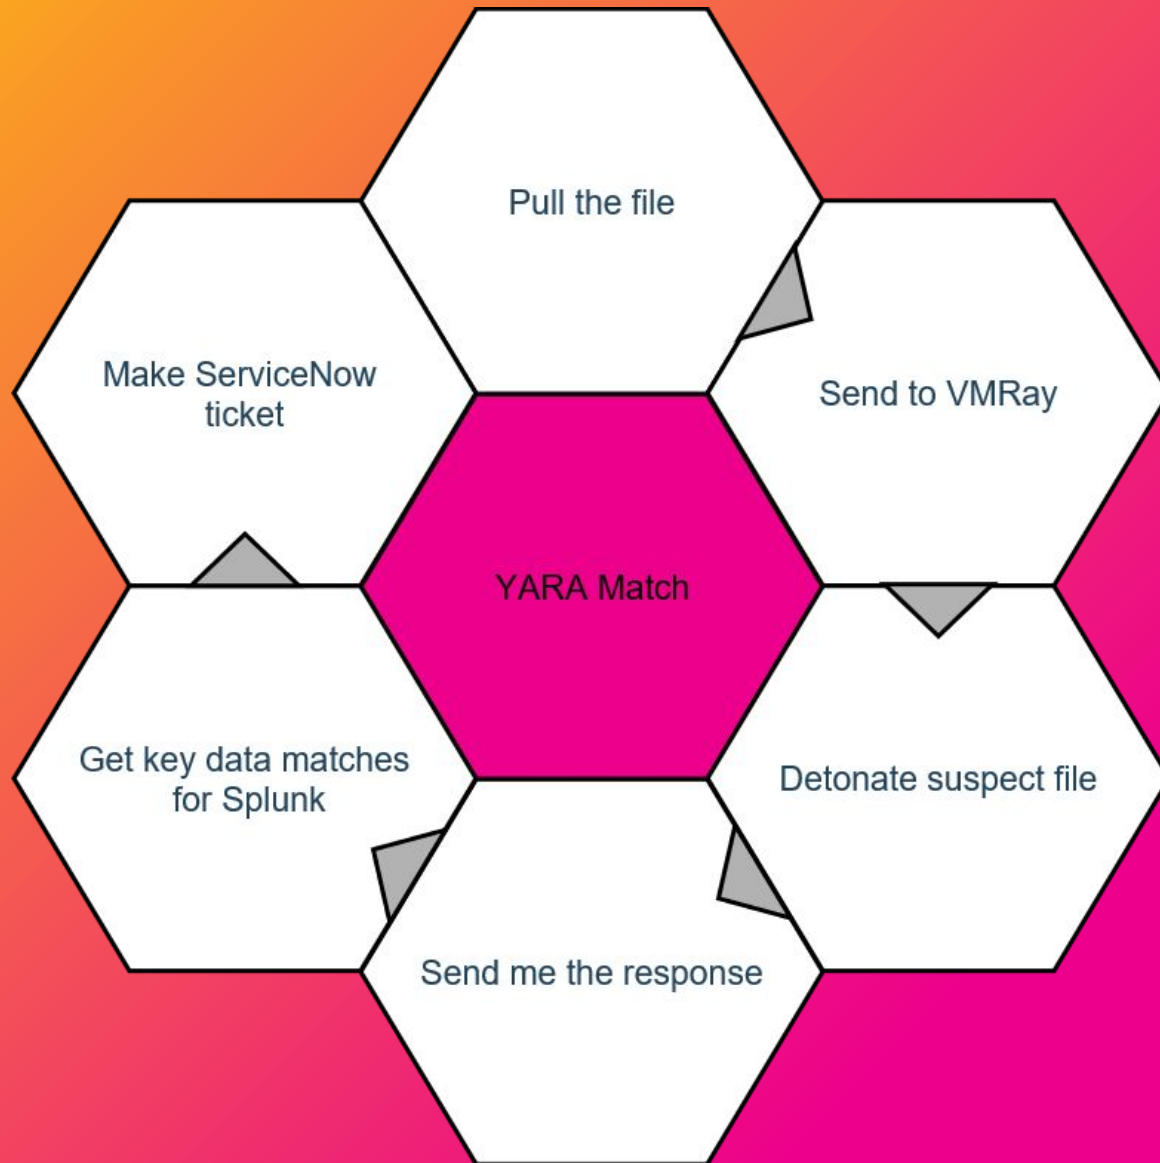 Pull the file
Send to VMRay
Detonate suspect file
Send me the response
Get key data matches
for Splunk
Make ServiceNow
ticket
YARA Match